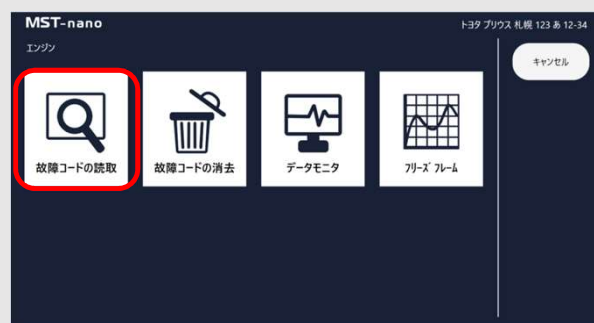 MST-nano
トヨタ プリウス 札幌 123 あ 12-34
エンジン
キャンセル
故障コードの読取
故障コードの消去
データモニタ
フリーズ フレーム